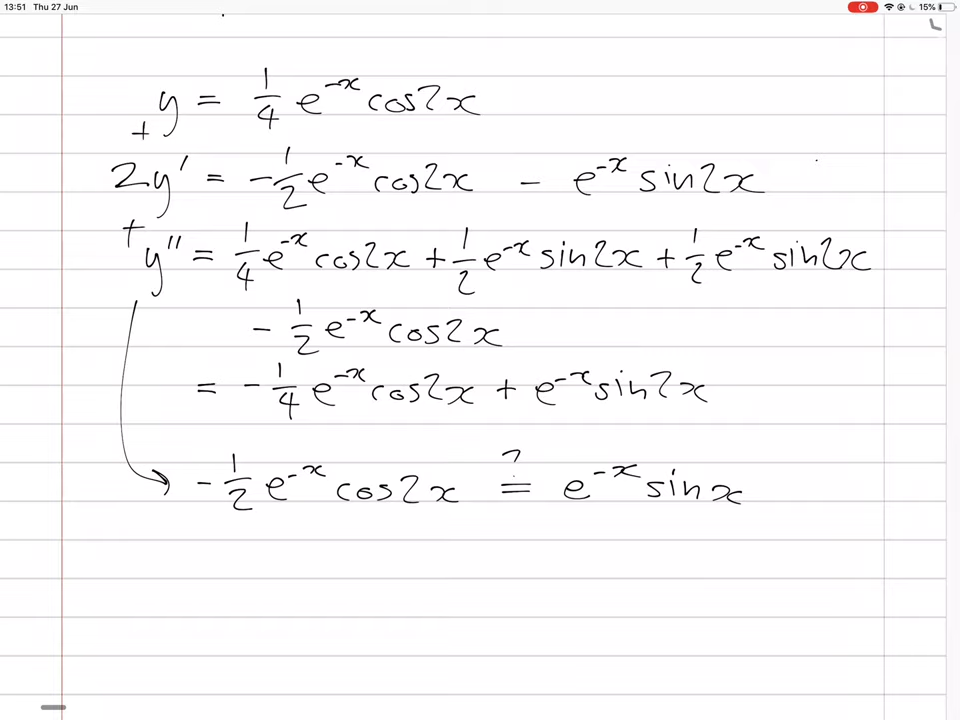 13:51 Thu 27 Jun 15%
y = 1/4 e^{-x} cos2x
+
2y' = -1/2 e^{-x} cos2x - e^{-x} sin2x
+
y'' = 1/4 e^{-x} cos2x + 1/2 e^{-x} sin2x + 1/2 e^{-x} sin2x
- 1/2 e^{-x} cos2x
= - 1/4 e^{-x} cos2x + e^{-x} sin2x
- 1/2 e^{-x} cos2x ?= e^{-x} sinx